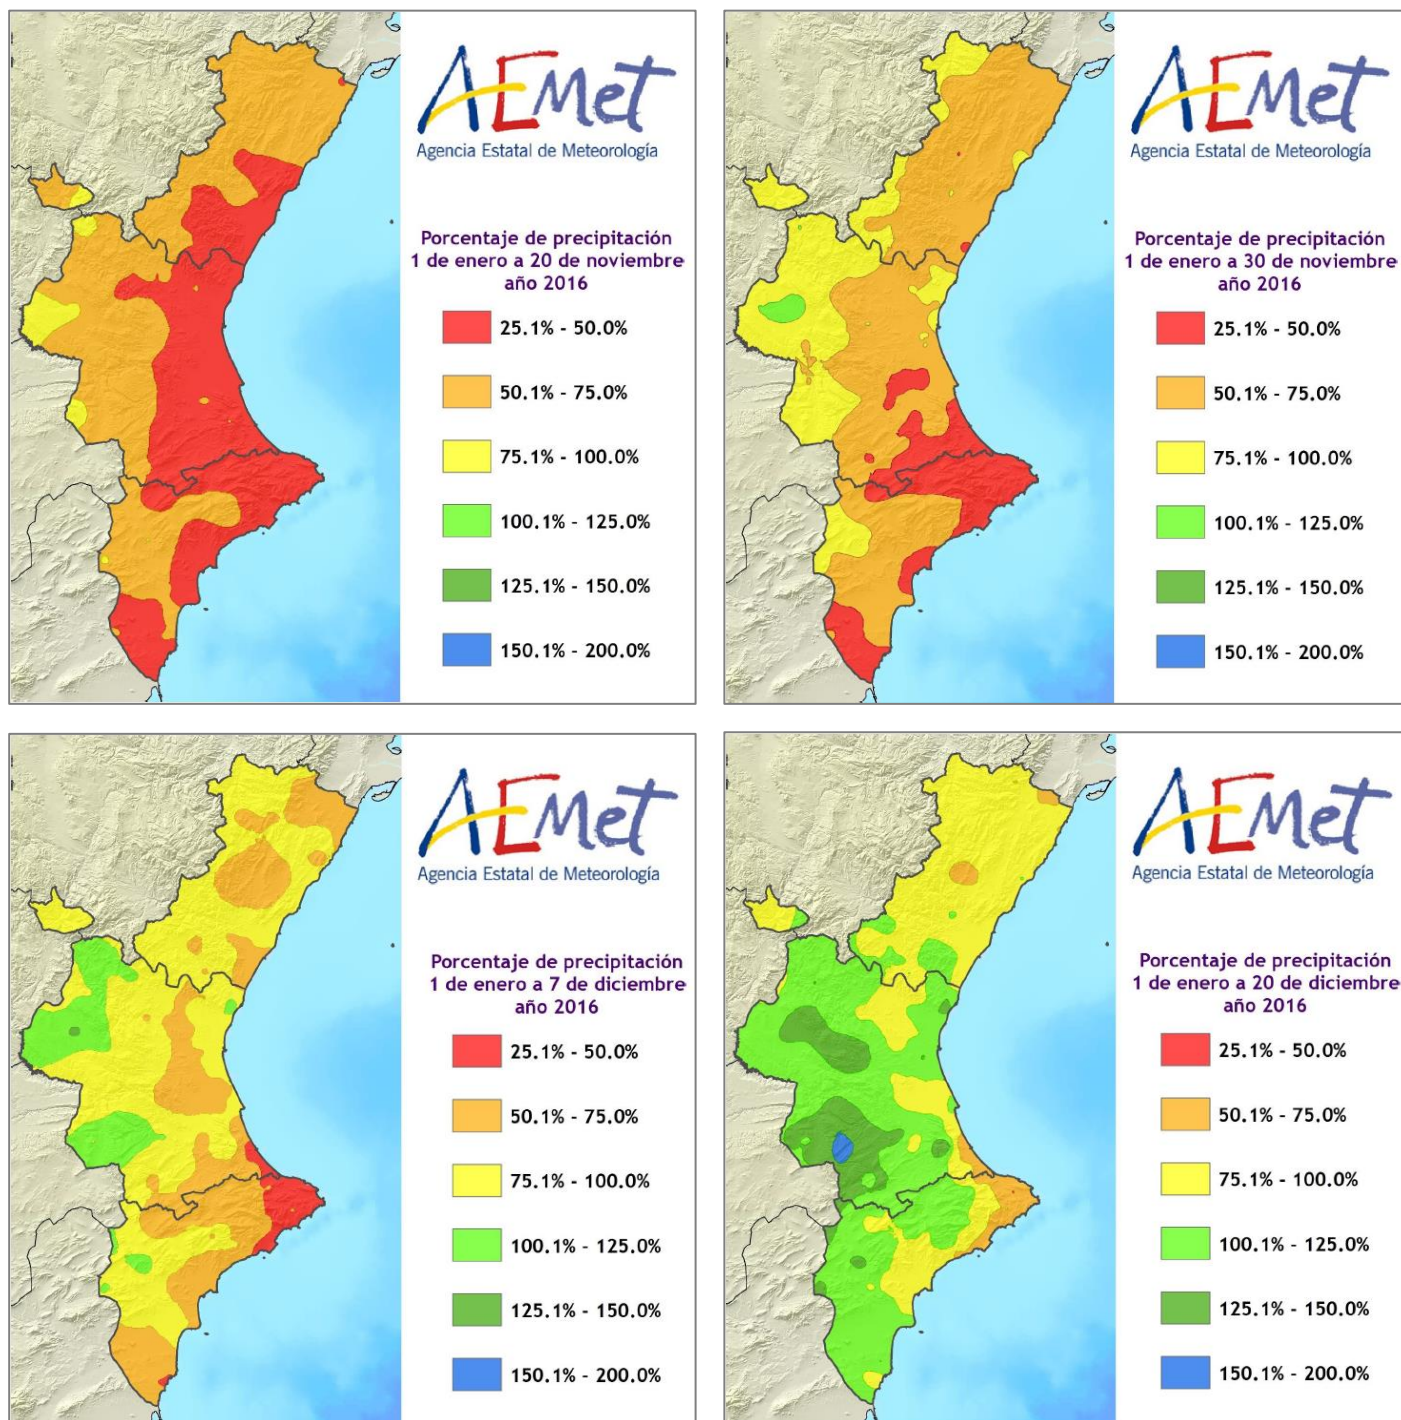 AEMet
Agencia Estatal de Meteorología
Porcentaje de precipitación
1 de enero a 20 de noviembre
año 2016
25.1% - 50.0%
50.1% - 75.0%
75.1% - 100.0%
100.1% - 125.0%
125.1% - 150.0%
150.1% - 200.0%
AEMet
Agencia Estatal de Meteorología
Porcentaje de precipitación
1 de enero a 30 de noviembre
año 2016
25.1% - 50.0%
50.1% - 75.0%
75.1% - 100.0%
100.1% - 125.0%
125.1% - 150.0%
150.1% - 200.0%
AEMet
Agencia Estatal de Meteorología
Porcentaje de precipitación
1 de enero a 7 de diciembre
año 2016
25.1% - 50.0%
50.1% - 75.0%
75.1% - 100.0%
100.1% - 125.0%
125.1% - 150.0%
150.1% - 200.0%
AEMet
Agencia Estatal de Meteorología
Porcentaje de precipitación
1 de enero a 20 de diciembre
año 2016
25.1% - 50.0%
50.1% - 75.0%
75.1% - 100.0%
100.1% - 125.0%
125.1% - 150.0%
150.1% - 200.0%